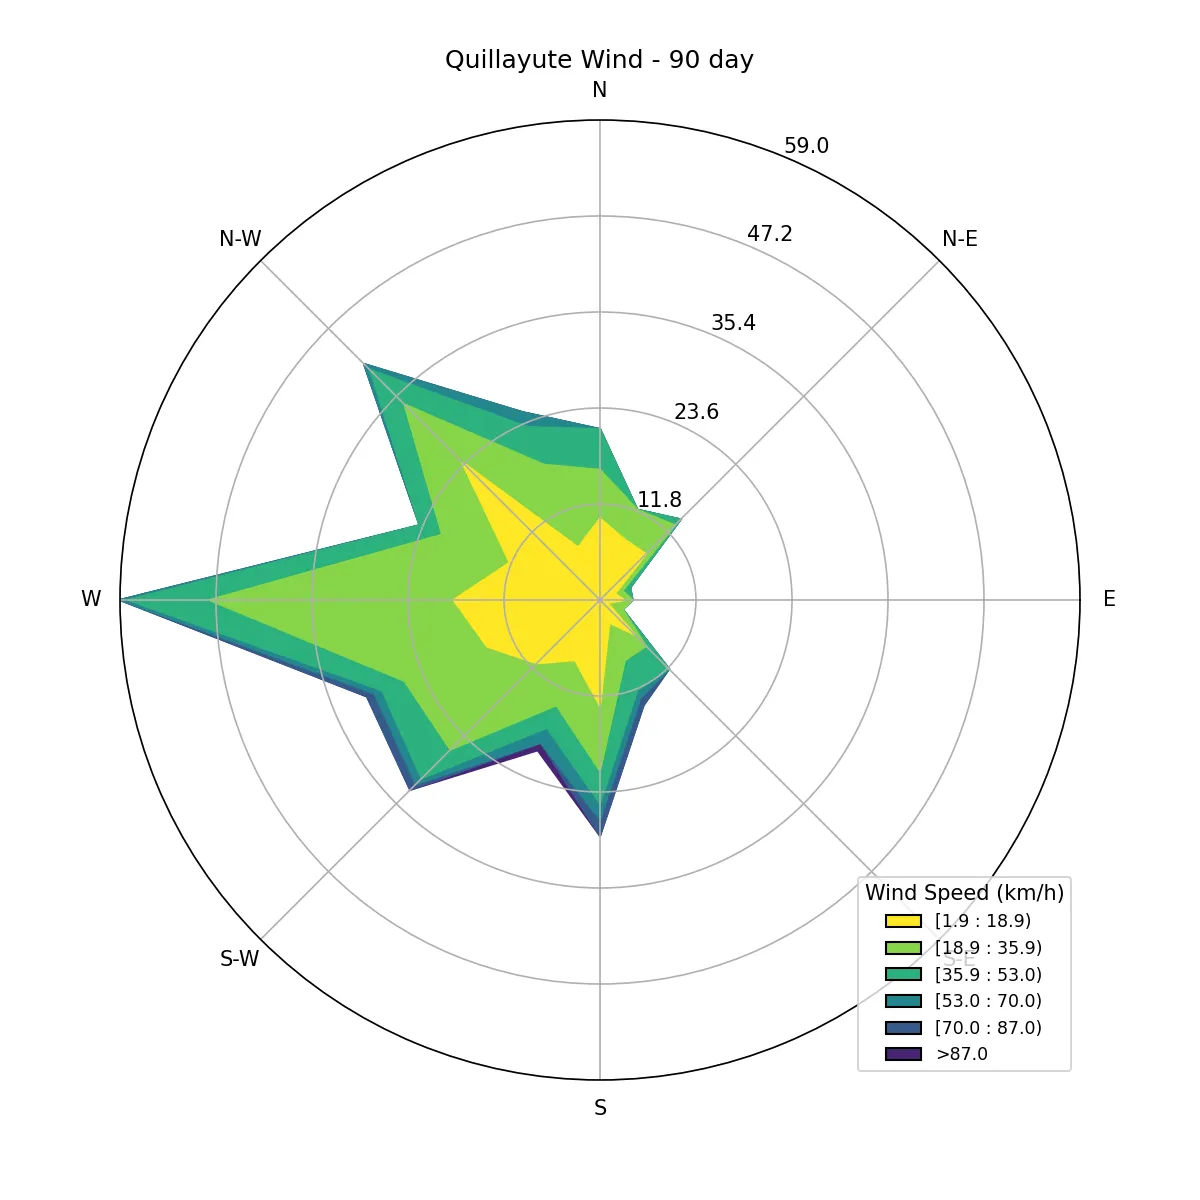 Quillayute Wind - 90 day
N
59.0
47.2
N-W
N-E
35.4
23.6
11.8
W
E
S-W
S-E
Wind Speed (km/h)
[1.9 : 18.9)
[18.9 : 35.9)
[35.9 : 53.0)
[53.0 : 70.0)
[70.0 : 87.0)
>87.0
S